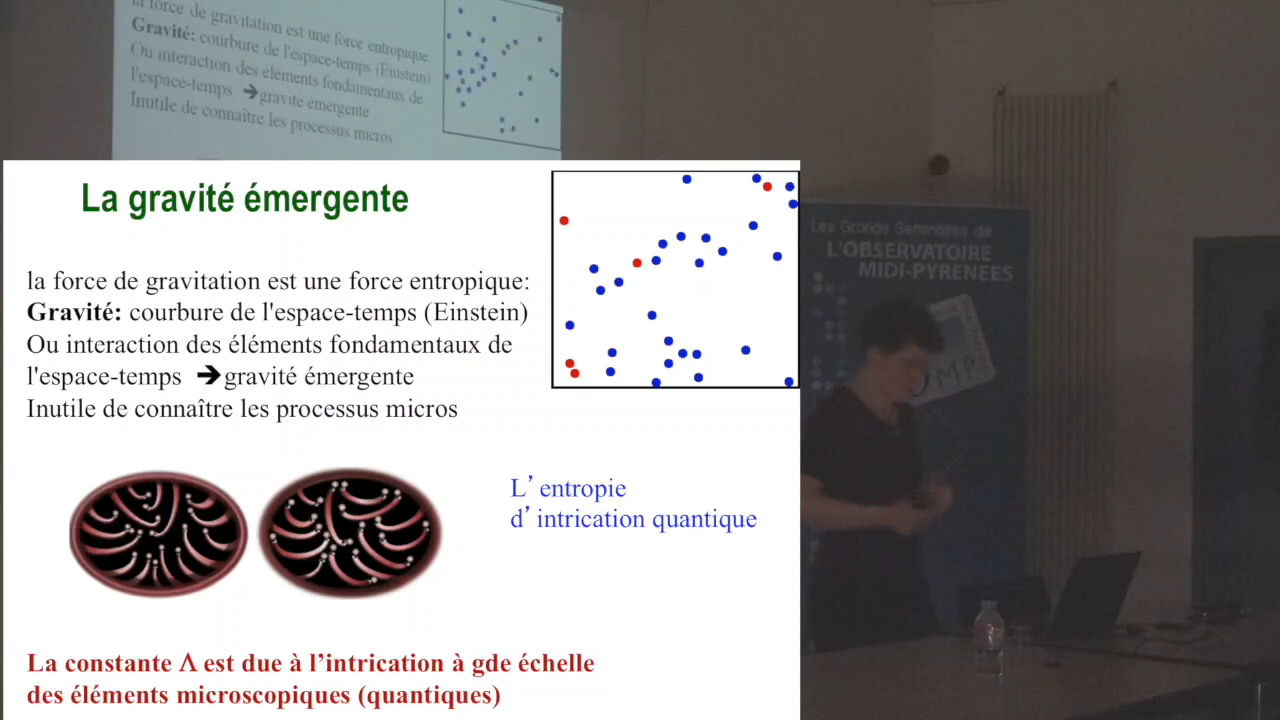 la force de gravitation est une force entropique:
Gravité: courbure de l'espace-temps (Einstein)
Ou interaction des éléments fondamentaux de
l'espace-temps ➔gravité émergente
Inutile de connaître les processus micros
La gravité émergente
la force de gravitation est une force entropique:
Gravité: courbure de l'espace-temps (Einstein)
Ou interaction des éléments fondamentaux de
l'espace-temps ➔gravité émergente
Inutile de connaître les processus micros
L'entropie
d'intrication quantique
La constante Λ est due à l'intrication à gde échelle
des éléments microscopiques (quantiques)
Les Grands Séminaires de
L'OBSERVATOIRE
MIDI-PYRENEES
OMP